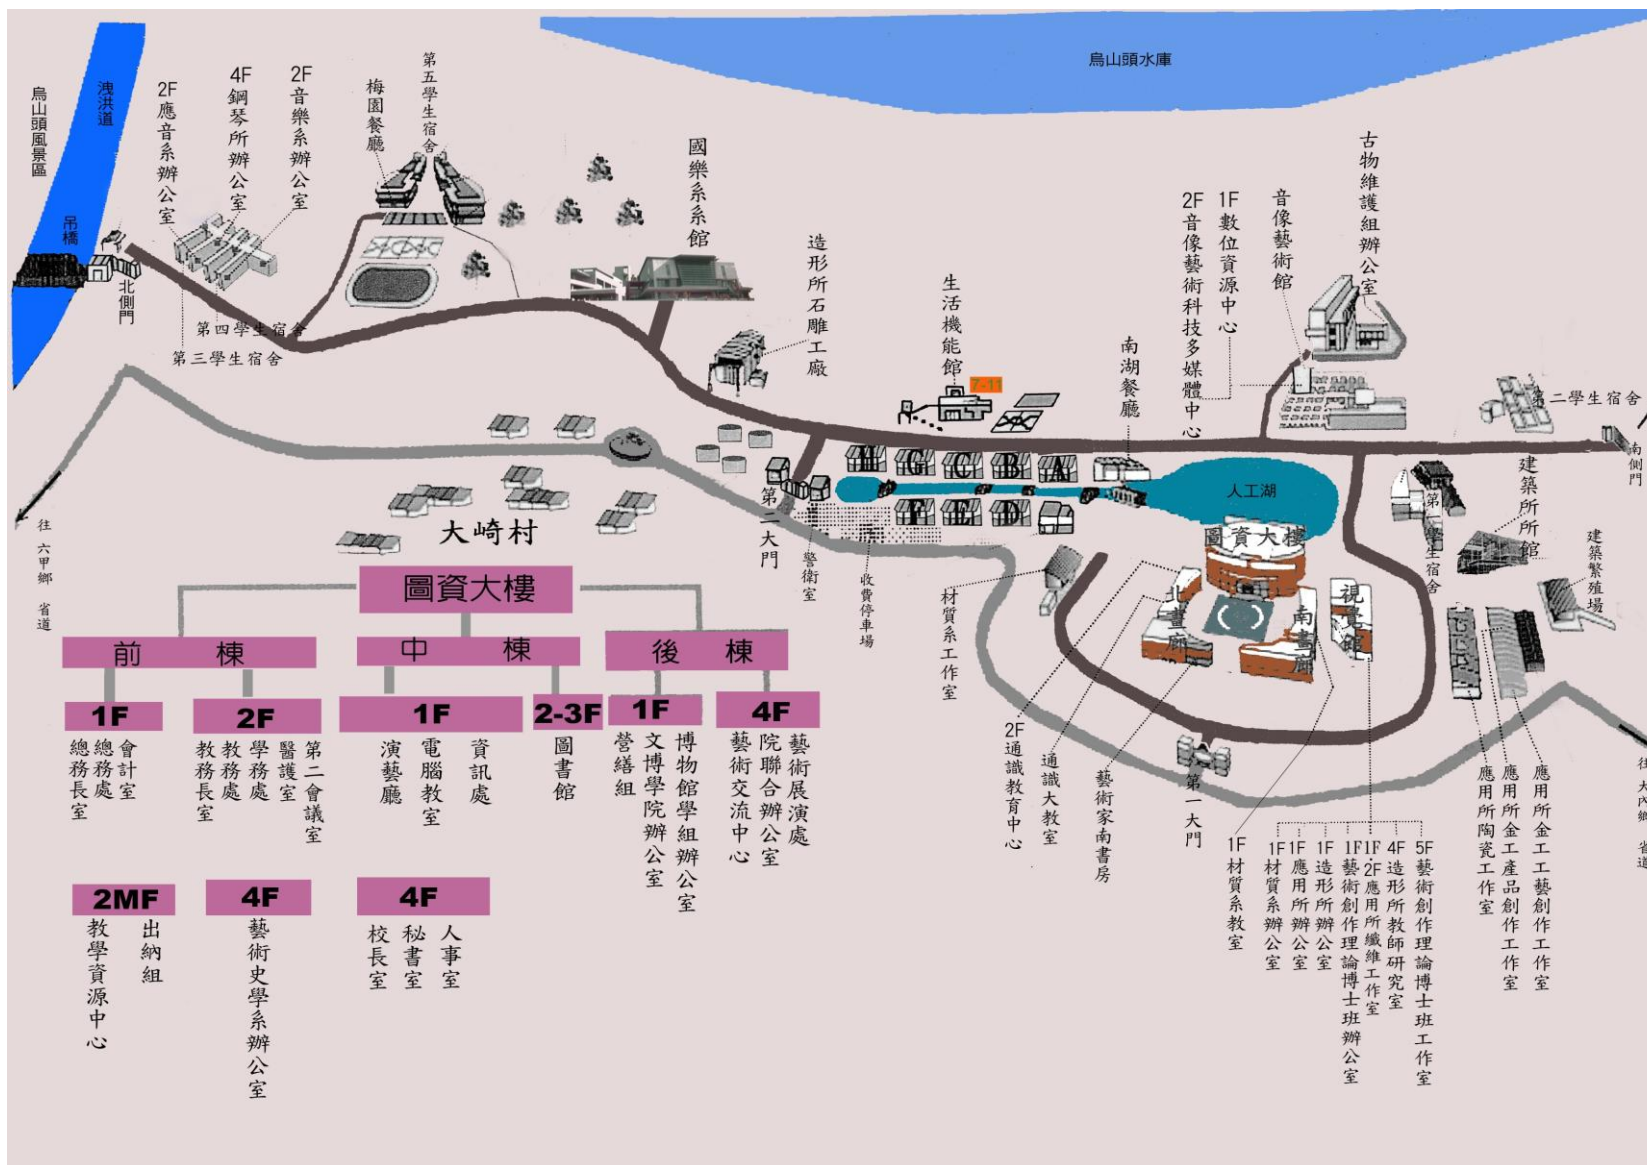 烏山頭水庫
烏山頭風景區
洩洪道
吊橋
北側門
2F應音系辦公室
4F鋼琴所辦公室
2F音樂系辦公室
梅園餐廳
第五學生宿舍
國樂系系館
造形所石雕工廠
生活機能館
7-11
南湖餐廳
2F音像藝術科技多媒體中心
1F數位資源中心
音像藝術館
古物維護組辦公室
第四學生宿舍
第三學生宿舍
第二學生宿舍
南側門
H
G
C
B
A
F
E
D
人工湖
第一學生宿舍
建築所所館
建築繁殖場
第二大門
警衛室
收費停車場
大崎村
往 六甲鄉 省道
圖資大樓
北畫廊
南畫廊
視覺館
材質系工作室
2F通識教育中心
通識大教室
藝術家南書房
第一大門
1F材質系教室
1F材質系辦公室
1F應用所辦公室
1F造形所辦公室
1F藝術創作理論博士班辦公室
1F.2F應用所纖維工作室
4F造形所教師研究室
5F藝術創作理論博士班工作室
應用所陶瓷工作室
應用所金工產品創作工作室
應用所金工工藝創作工作室
往 大內鄉 省道
圖資大樓
前棟
中棟
後棟
1F
總務長室
總務處
會計室
2F
教務長室
教務處
學務處
醫護室
第二會議室
1F
演藝廳
電腦教室
資訊處
2-3F
圖書館
1F
營繕組
文博學院辦公室
博物館學組辦公室
4F
藝術交流中心
院聯合辦公室
藝術展演處
2MF
教學資源中心
出納組
4F
藝術史學系辦公室
4F
校長室
秘書室
人事室